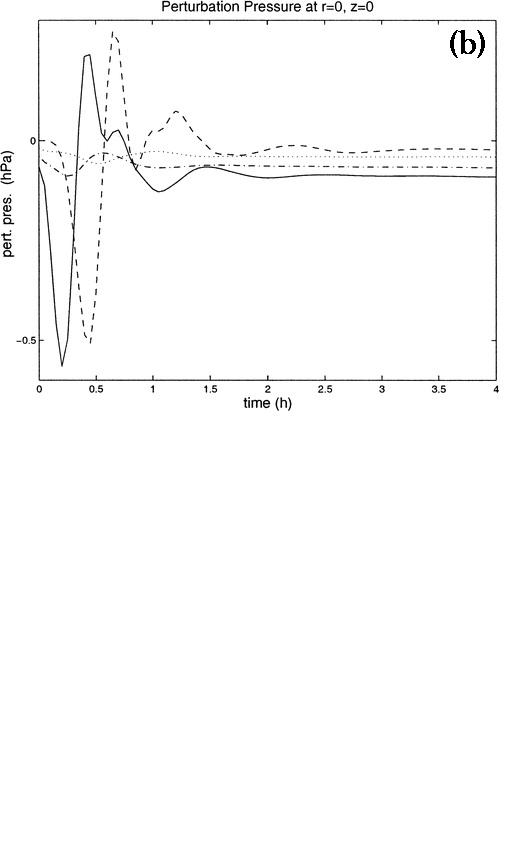 Perturbation Pressure at r=0, z=0
(b)
pert. pres. (hPa)
0
−0.5
0 0.5 1 1.5 2 2.5 3 3.5 4
time (h)